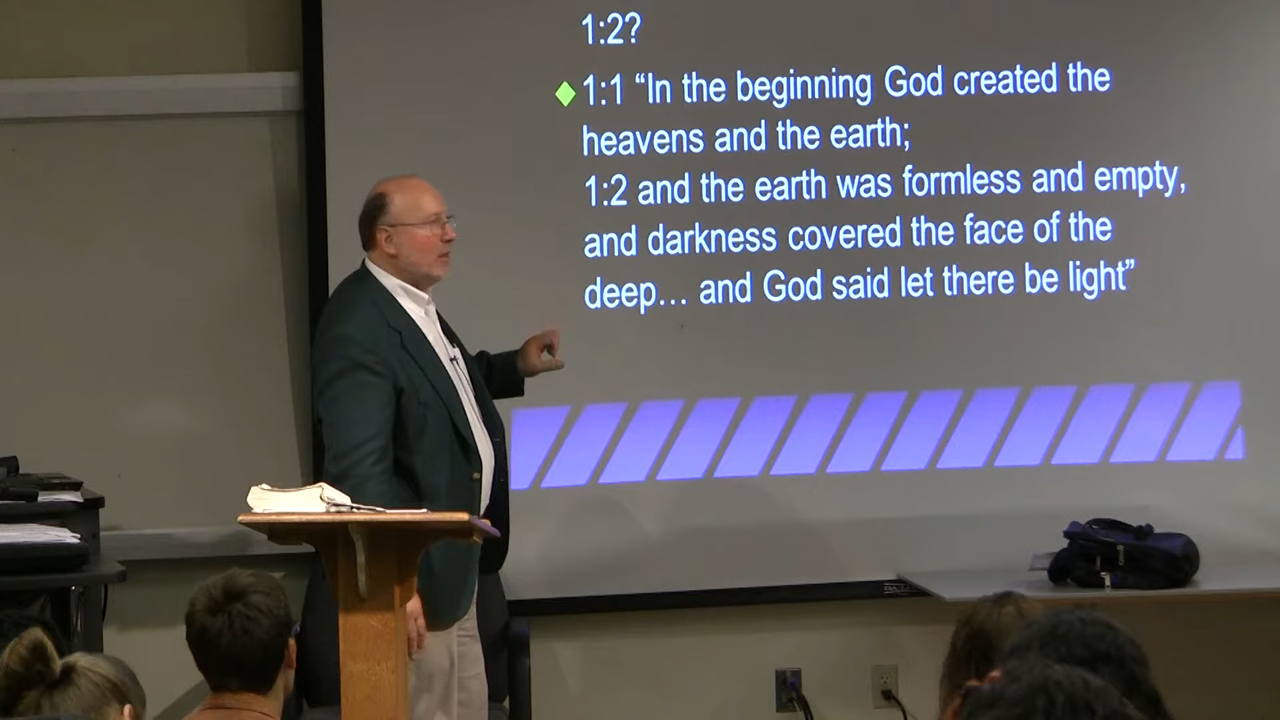 1:2?
1:1 “In the beginning God created the
heavens and the earth;
1:2 and the earth was formless and empty,
and darkness covered the face of the
deep… and God said let there be light”